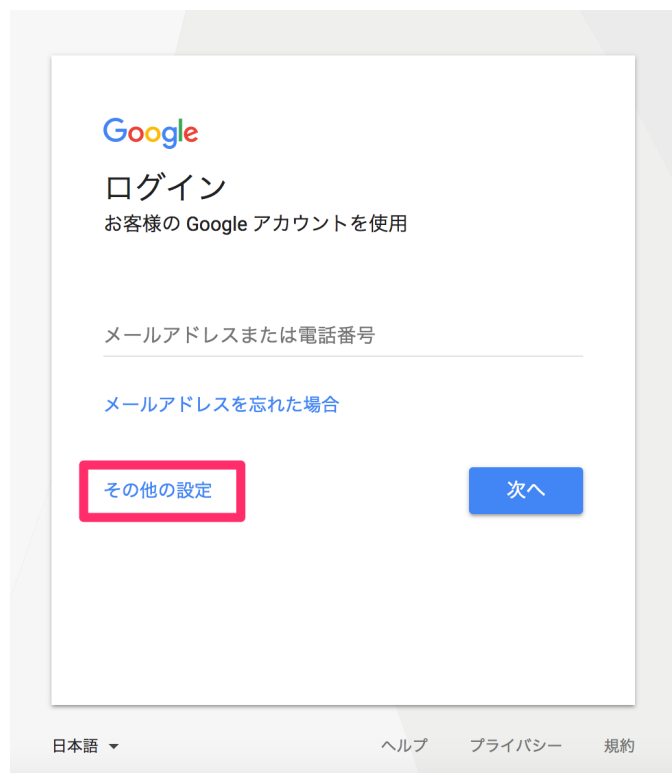 Google
ログイン
お客様の Google アカウントを使用
メールアドレスまたは電話番号
メールアドレスを忘れた場合
その他の設定
次へ
日本語
ヘルプ
プライバシー
規約